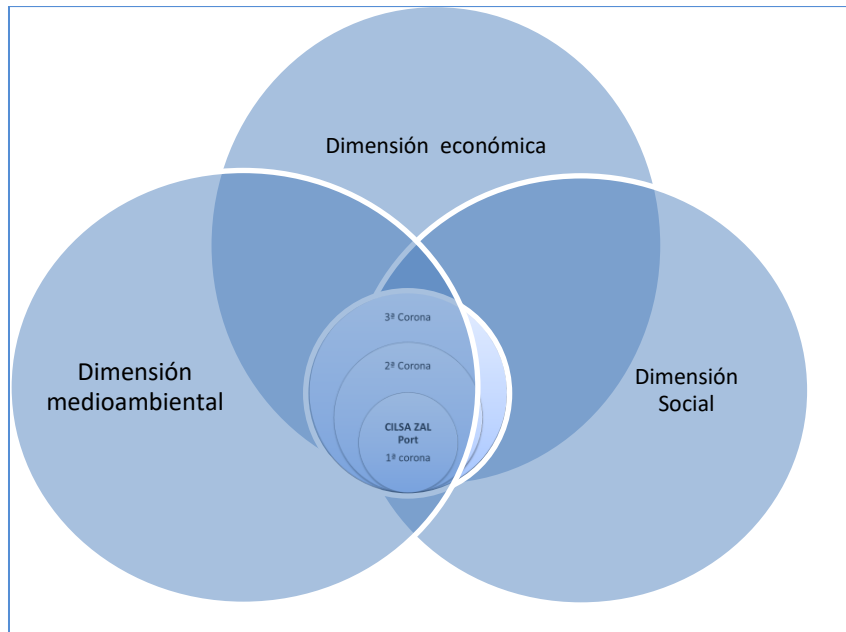 Dimensión económica
3ª Corona
2ª Corona
Dimensión
medioambiental
Dimensión
Social
CILSA ZAL
Port
1ª corona